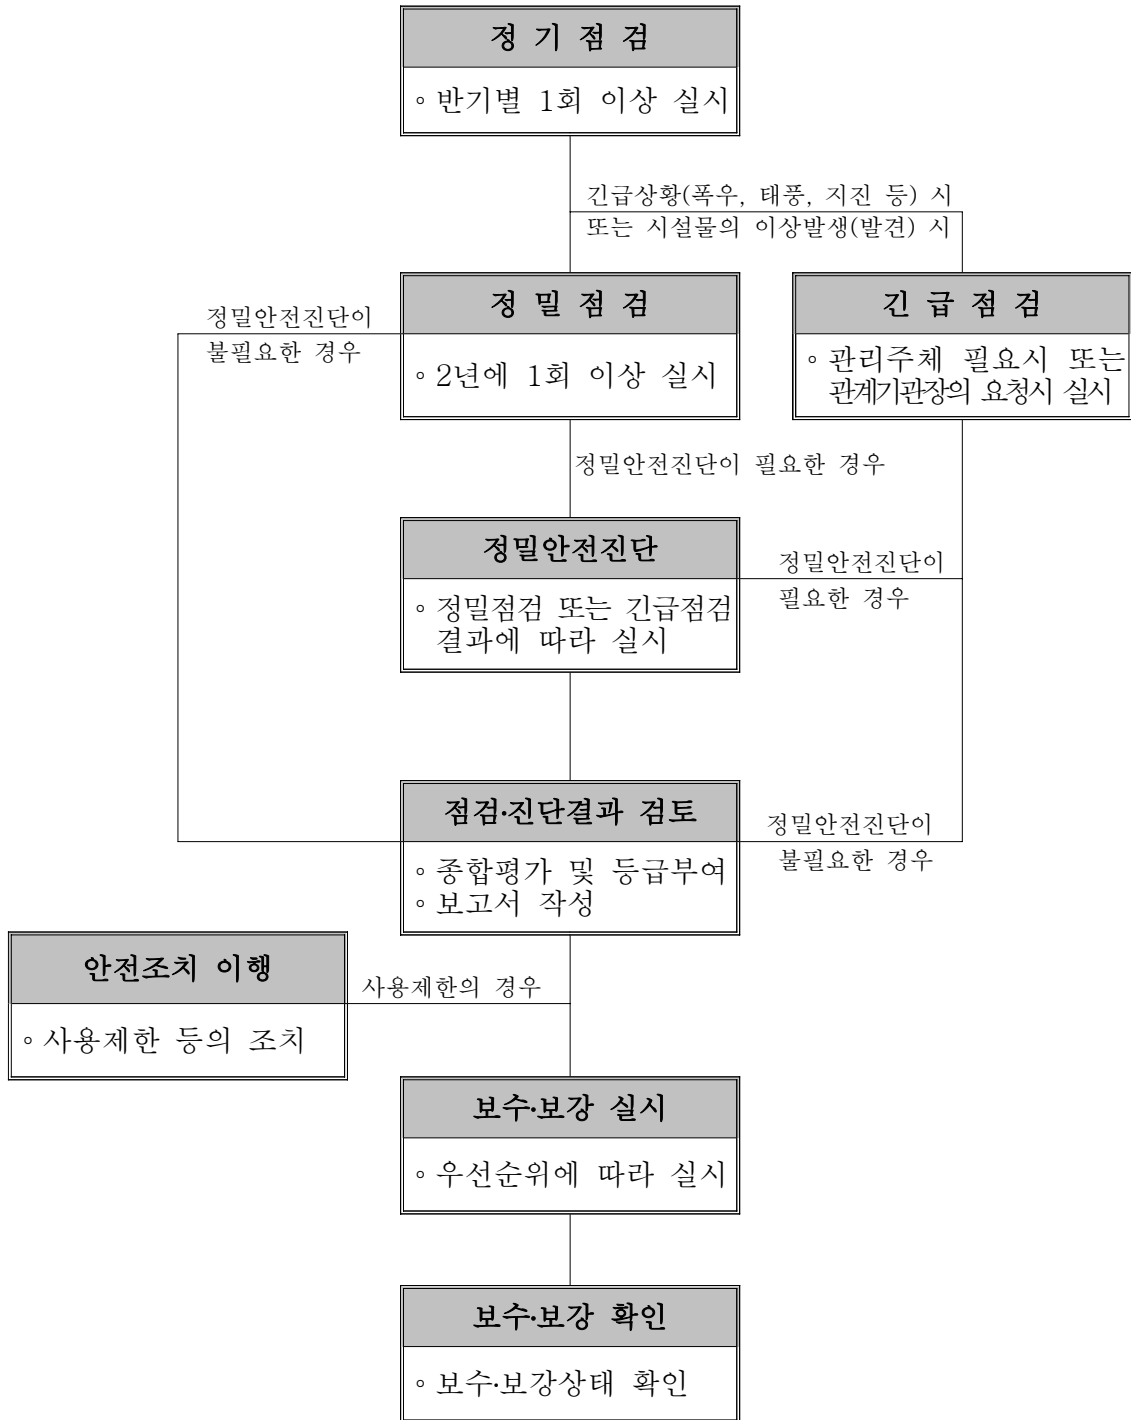 정 기 점 검
◦ 반기별 1회 이상 실시
긴급상황(폭우, 태풍, 지진 등) 시
또는 시설물의 이상발생(발견) 시
정 밀 점 검
◦ 2년에 1회 이상 실시
긴 급 점 검
◦ 관리주체 필요시 또는
관계기관장의 요청시 실시
정밀안전진단이
불필요한 경우
정밀안전진단이 필요한 경우
정밀안전진단
◦ 정밀점검 또는 긴급점검
결과에 따라 실시
정밀안전진단이
필요한 경우
점검·진단결과 검토
◦ 종합평가 및 등급부여
◦ 보고서 작성
정밀안전진단이
불필요한 경우
안전조치 이행
◦ 사용제한 등의 조치
사용제한의 경우
보수·보강 실시
◦ 우선순위에 따라 실시
보수·보강 확인
◦ 보수·보강상태 확인